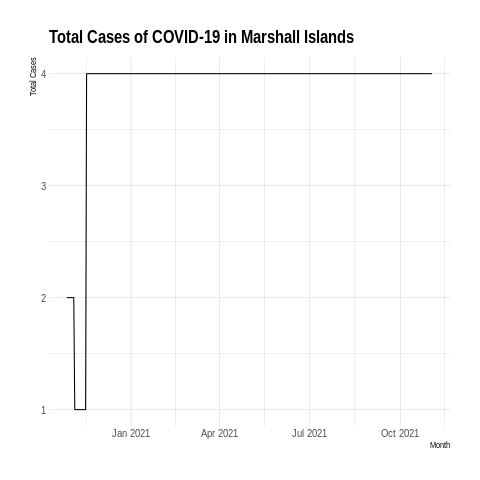 Total Cases of COVID-19 in Marshall Islands
Total Cases
4
3
2
1
Jan 2021 Apr 2021 Jul 2021 Oct 2021
Month